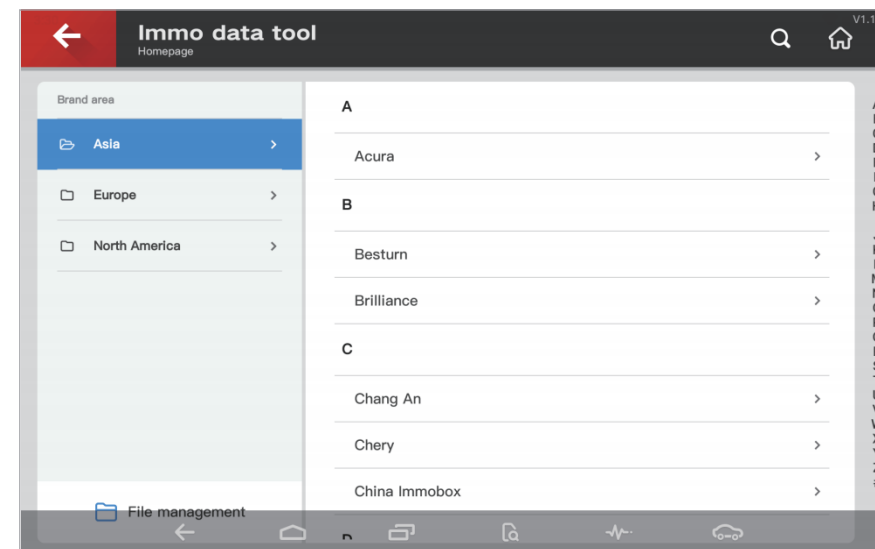 Immo data tool
Homepage
V1.1
Brand area
Asia
Europe
North America
File management
A
Acura
B
Besturn
Brilliance
C
Chang An
Chery
China Immobox